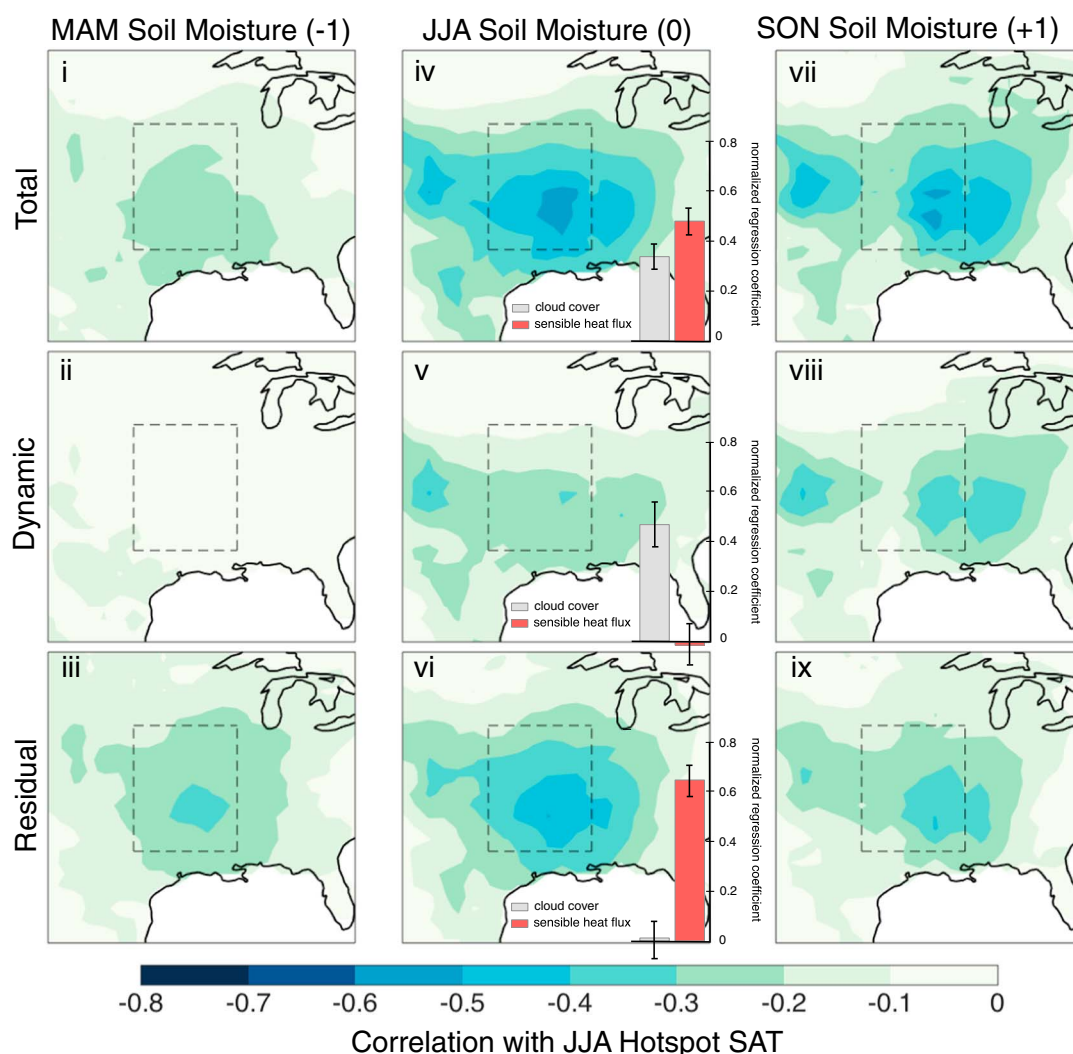 MAM Soil Moisture (-1)
JJA Soil Moisture (0)
SON Soil Moisture (+1)
Total
i
iv
0.8
0.6
0.4
0.2
0
normalized regression coefficient
cloud cover
sensible heat flux
vii
Dynamic
ii
v
0.8
0.6
0.4
0.2
0
normalized regression coefficient
cloud cover
sensible heat flux
viii
Residual
iii
vi
0.8
0.6
0.4
0.2
0
normalized regression coefficient
cloud cover
sensible heat flux
ix
-0.8 -0.7 -0.6 -0.5 -0.4 -0.3 -0.2 -0.1 0
Correlation with JJA Hotspot SAT